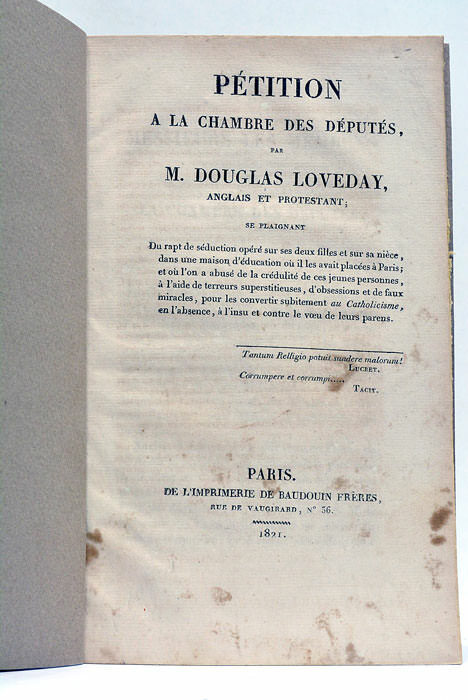 PÉTITION
A LA CHAMBRE DES DÉPUTÉS,
PAR
M. DOUGLAS LOVEDAY,
ANGLAIS ET PROTESTANT;
SE PLAIGNANT
Du rapt de séduction opéré sur ses deux filles et sur sa nièce,
dans une maison d'éducation où il les avait placées à Paris;
et où l'on a abusé de la crédulité de ces jeunes personnes,
à l'aide de terreurs superstitieuses, d'obsessions et de faux
miracles, pour les convertir subitement au Catholicisme,
en l'absence, à l'insu et contre le vœu de leurs parens.
Tantum Relligio potuit suadere malorum!
LUCRET.
Corrumpere et corrumpi.....
TACIT.
PARIS.
DE L'IMPRIMERIE DE BAUDOUIN FRÈRES,
RUE DE VAUGIRARD, N° 36.
1821.